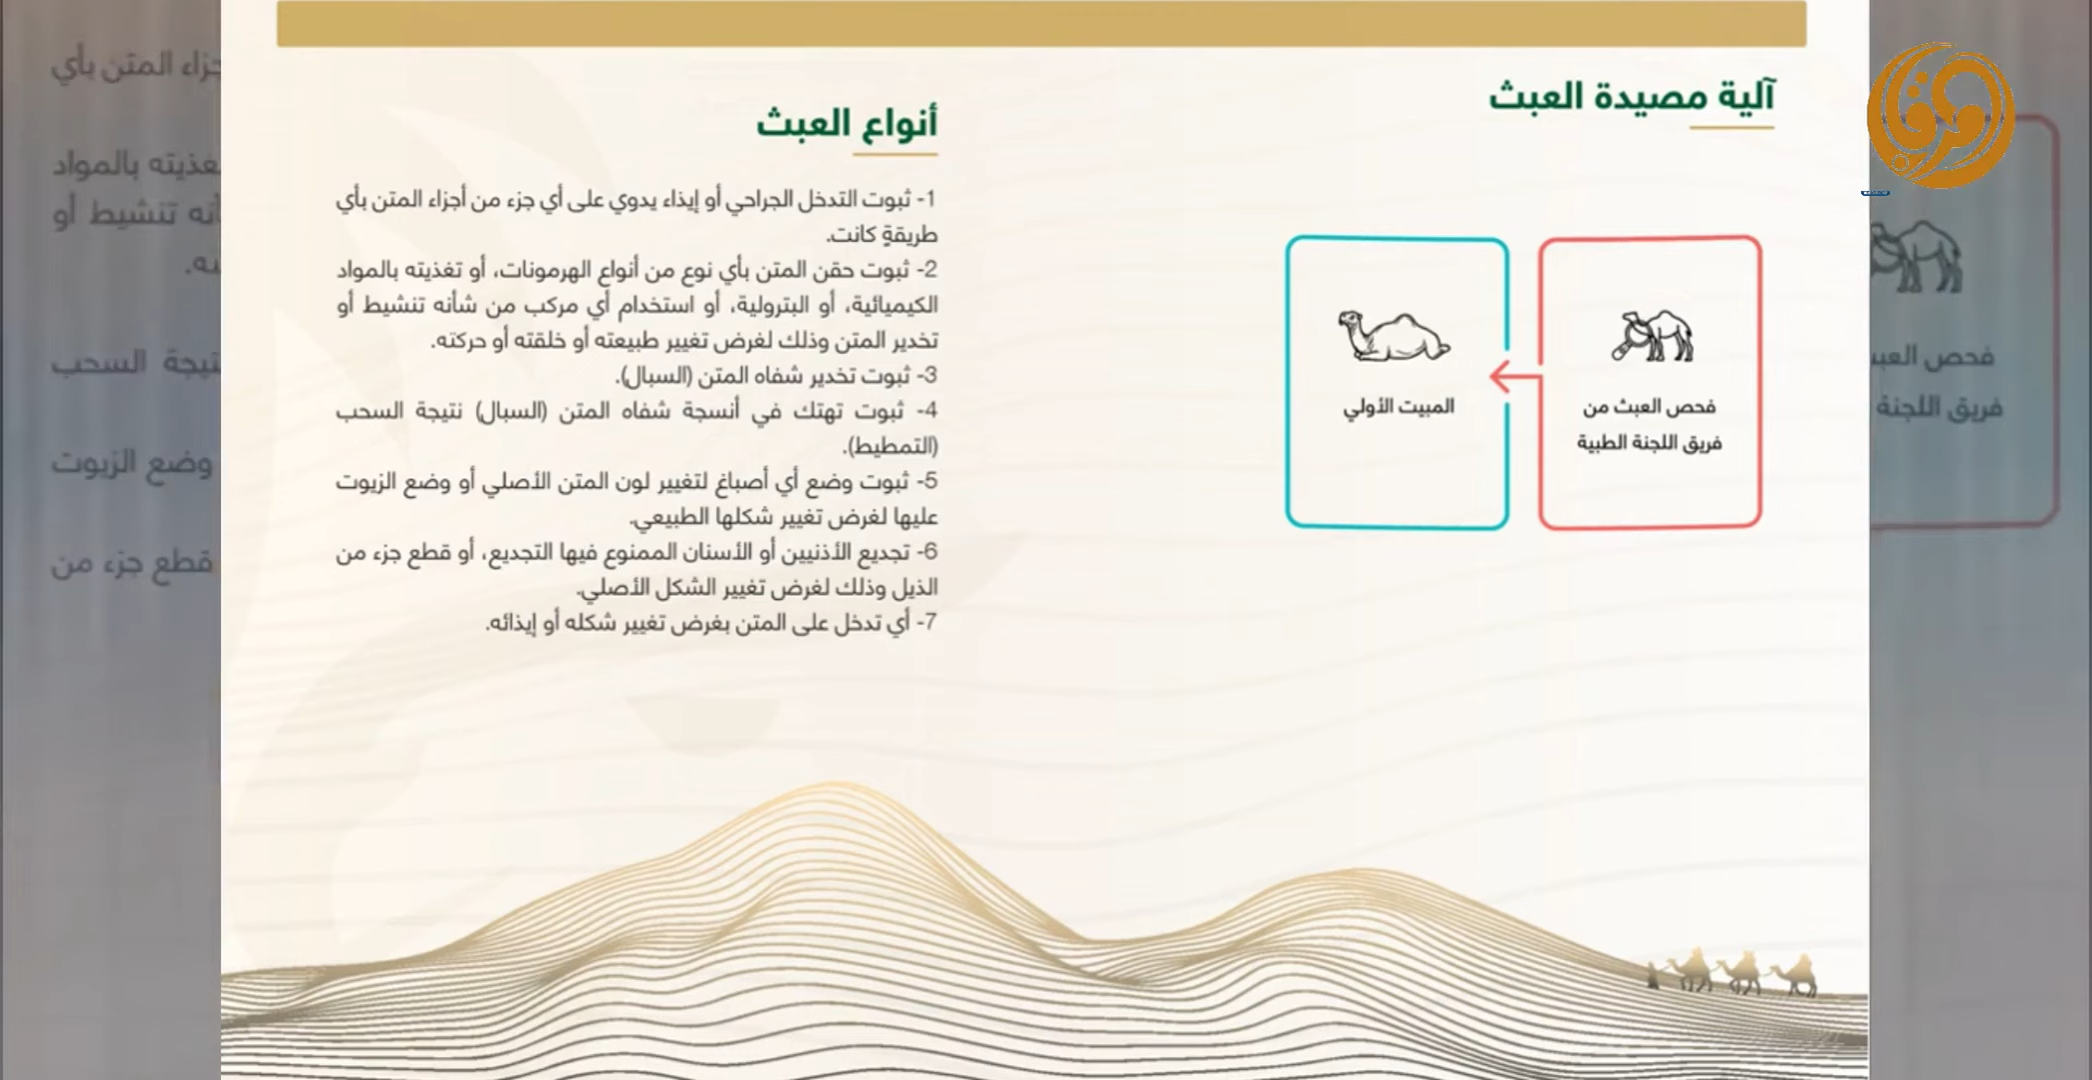 آلية مصيدة العبث
فحص العبث من
فريق اللجنة الطبية
المبيت الأولي
أنواع العبث
1- ثبوت التدخل الجراحي أو إيذاء يدوي على أي جزء من أجزاء المتن بأي
طريقةٍ كانت.
2- ثبوت حقن المتن بأي نوع من أنواع الهرمونات، أو تغذيته بالمواد
الكيميائية، أو البترولية، أو استخدام أي مركب من شأنه تنشيط أو
تخدير المتن وذلك لغرض تغيير طبيعته أو خلقته أو حركته.
3- ثبوت تخدير شفاه المتن (السبال).
4- ثبوت تهتك في أنسجة شفاه المتن (السبال) نتيجة السحب
(التمطيط).
5- ثبوت وضع أي أصباغ لتغيير لون المتن الأصلي أو وضع الزيوت
عليها لغرض تغيير شكلها الطبيعي.
6- تجديع الأذنيين أو الأسنان الممنوع فيها التجديع، أو قطع جزء من
الذيل وذلك لغرض تغيير الشكل الأصلي.
7- أي تدخل على المتن بغرض تغيير شكله أو إيذائه.